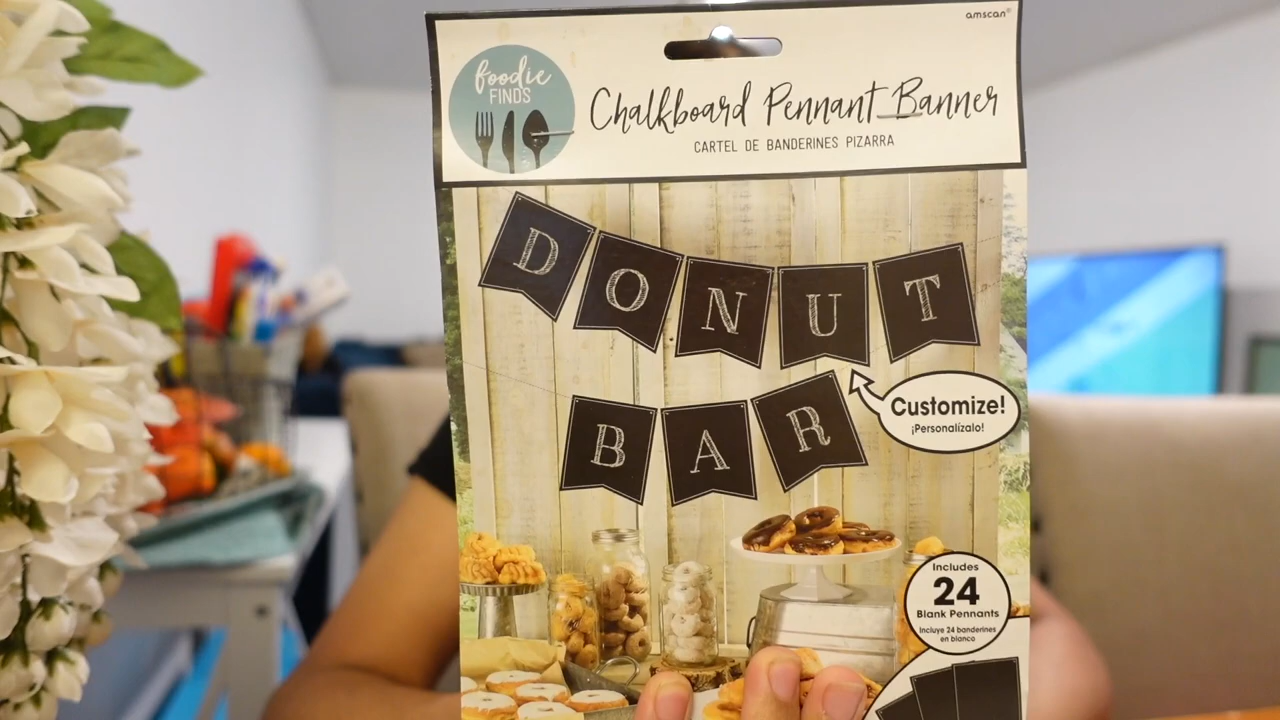 amscan®
foodie
FINDS
Chalkboard Pennant Banner
CARTEL DE BANDERINES PIZARRA
DONUT
BAR
Customize!
¡Personalízalo!
Includes
24
Blank Pennants
Incluye 24 banderines
en blanco